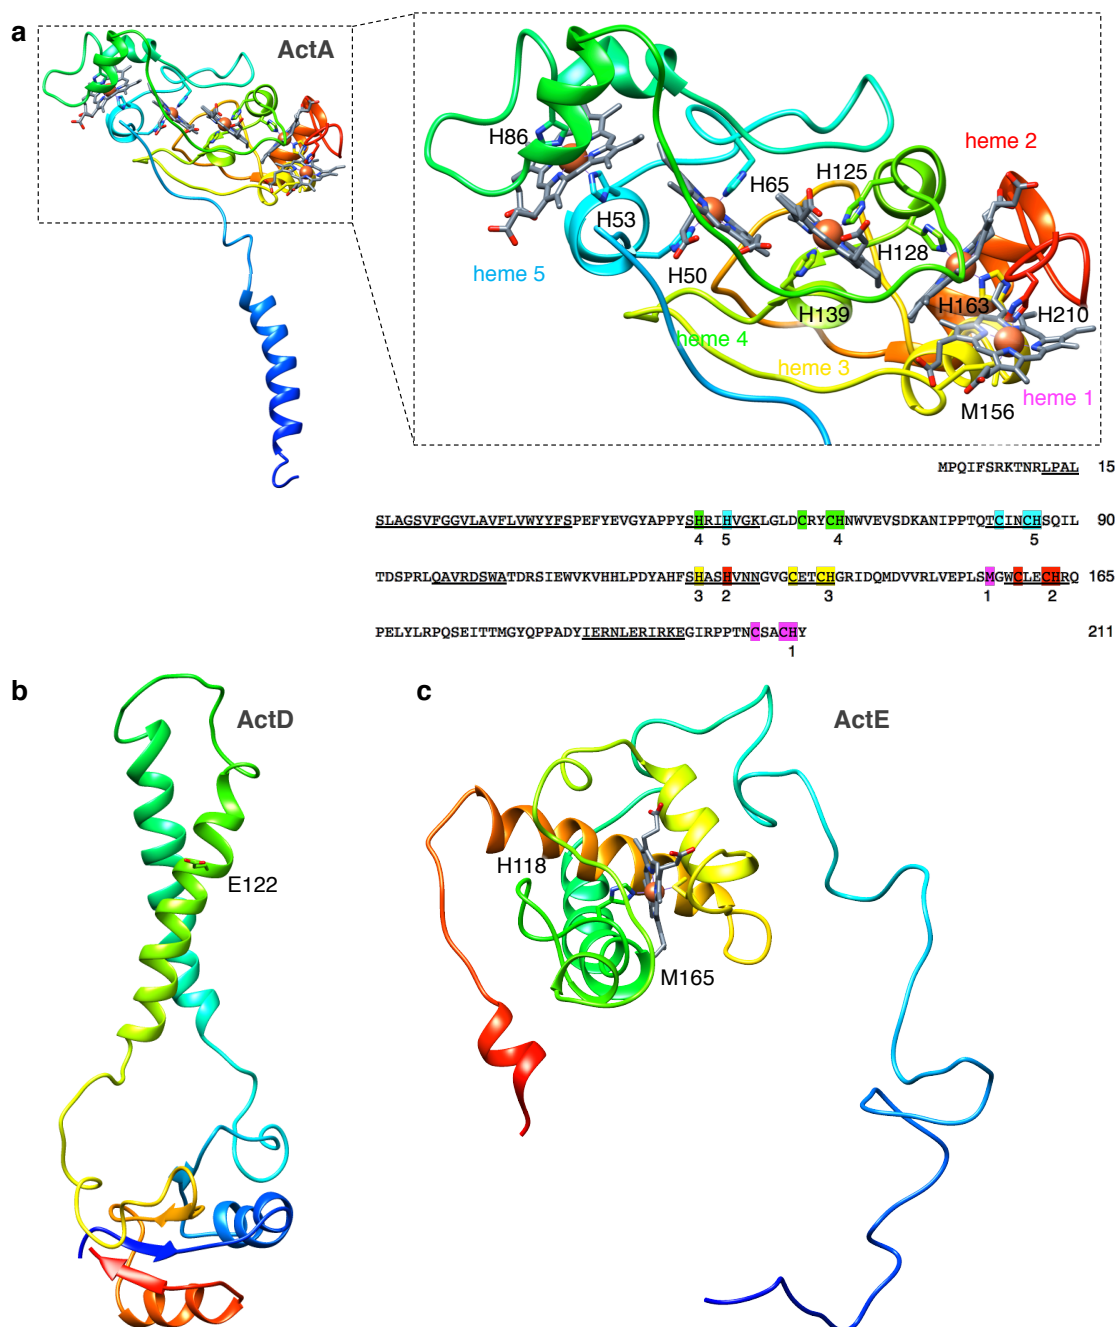 a
ActA
H86
H53
heme 5
H50
H65
H125
heme 2
H128
H139
heme 4
heme 3
H163
H210
M156
heme 1
MPQIFSRKTNRLPAL 15
SLAGSVFGGVLAVFLVWYYFSPEFYEVGYAPPYSHRIHVGKLGLDCRYCHNWVEVSDKANIPPTQTCINCHSQIL 90
4 5 4 5
TDSPRLQAVRDSWATDRSIEWVKVHHLPDYAHFSHASHVNNGVGCETCHGRIDQMDVVRLVEPLSMGWCLECHRQ 165
3 2 3 1 2
PELYLRPQSEITTMGYQPPADYIERNLERIRKEGIRPPTNCSACHY 211
1
b
ActD
E122
c
ActE
H118
M165